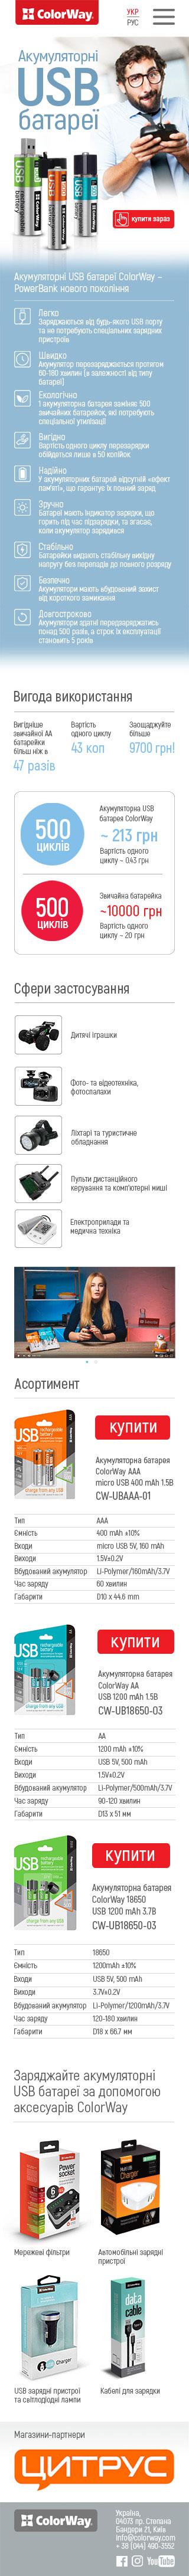 ColorWay
УКР
РУС
Акумуляторні
USB
батареї
купити зараз
Акумуляторні USB батареї ColorWay –
PowerBank нового покоління
Легко
Заряджаються від будь-якого USB порту
та не потребують спеціальних зарядних
пристроїв
Швидко
Акумулятор перезаряджається протягом
60-180 хвилин (в залежності від типу
батареї)
Екологічно
1 акумуляторна батарея замінює 500
звичайних батарейок, які потребують
спеціальної утилізації
Вигідно
Вартість одного циклу перезарядки
обійдеться лише в 50 копійок
Надійно
У акумуляторних батарей відсутній «ефект
пам'яті», що гарантує їх повний заряд
Зручно
Батареї мають індикатор зарядки, що
горить під час підзарядки, та згасає,
коли акумулятор зарядився
Стабільно
Батарейки видають стабільну вихідну
напругу без перепадів до повного розряду
Безпечно
Акумулятори мають вбудований захист
від короткого замикання
Довгостроково
Акумулятори здатні перезаряджатись
понад 500 разів, а строк їх експлуатації
становить 5 років
Вигода використання
Вигідніше
звичайної АА
батарейки
більш ніж в
47 разів
Вартість
одного циклу
43 коп
Заощаджуйте
більше
9700 грн!
500
циклів
Акумуляторна USB
батарея ColorWay
~ 213 грн
Вартість одного
циклу ~ 0.43 грн
500
циклів
Звичайна батарейка
~10000 грн
Вартість одного
циклу ~ 20 грн
Сфери застосування
Дитячі іграшки
Фото- та відеотехніка,
фотоспалахи
Ліхтарі та туристичне
обладнання
Пульти дистанційного
керування та комп'ютерні миші
Електроприлади та
медична техніка
Асортимент
купити
Акумуляторна батарея
ColorWay AAA
micro USB 400 mAh 1.5В
CW-UBAAA-01
Тип AAA
Ємність 400 mAh ±10%
Входи micro USB 5V, 160 mAh
Виходи 1.5V±0.2V
Вбудований акумулятор Li-Polymer/160mAh/3.7V
Час заряду 60 хвилин
Габарити D10 x 44.6 mm
купити
Акумуляторна батарея
ColorWay AA
USB 1200 mAh 1.5В
CW-UB18650-03
Тип AA
Ємність 1200 mAh ±10%
Входи USB 5V, 500 mAh
Виходи 1.5V±0.2V
Вбудований акумулятор Li-Polymer/500mAh/3.7V
Час заряду 90-120 хвилин
Габарити D13 x 51 мм
купити
Акумуляторна батарея
ColorWay 18650
USB 1200 mAh 3.7В
CW-UB18650-03
Тип 18650
Ємність 1200mAh ±10%
Входи USB 5V, 500 mAh
Виходи 3.7V±0.2V
Вбудований акумулятор Li-Polymer/1200mAh/3.7V
Час заряду 120-180 хвилин
Габарити D18 x 66.7 мм
Заряджайте акумуляторні
USB батареї за допомогою
аксесуарів ColorWay
Мережеві фільтри
Автомобільні зарядні
пристрої
USB зарядні пристрої
та світлодіодні лампи
Кабелі для зарядки
Магазини-партнери
ЦИТРУС
ColorWay
Україна,
04073 пр. Степана
Бандери 21, Київ
info@colorway.com
+ 38 (044) 490-3552
YouTube